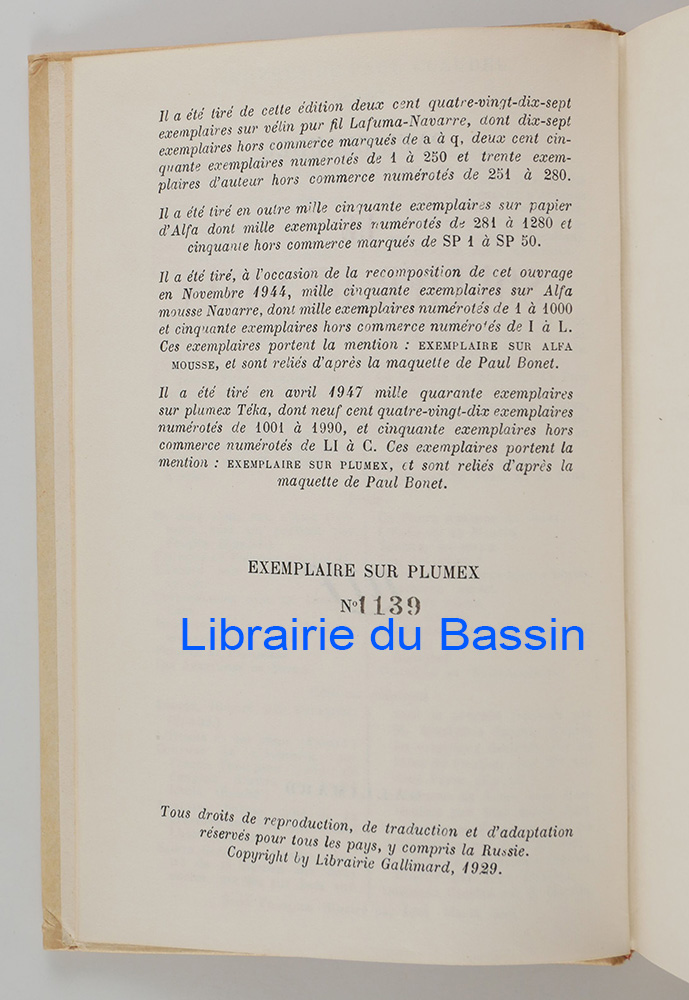 Il a été tiré de cette édition deux cent quatre-vingt-dix-sept
exemplaires sur vélin pur fil Lafuma-Navarre, dont dix-sept
exemplaires hors commerce marqués de a à q, deux cent cin-
quante exemplaires numerotés de 1 à 250 et trente exem-
plaires d'auteur hors commerce numérotés de 251 à 280.
Il a été tiré en outre mille cinquante exemplaires sur papier
d'Alfa dont mille exemplaires numérotés de 281 à 1280 et
cinquante hors commerce marqués de SP 1 à SP 50.
Il a été tiré, à l'occasion de la recomposition de cet ouvrage
en Novembre 1944, mille cinquante exemplaires sur Alfa
mousse Navarre, dont mille exemplaires numérotés de 1 à 1000
et cinquante exemplaires hors commerce numérotés de I à L.
Ces exemplaires portent la mention : EXEMPLAIRE SUR ALFA
MOUSSE, et sont reliés d'après la maquette de Paul Bonet.
Il a été tiré en avril 1947 mille quarante exemplaires
sur plumex Téka, dont neuf cent quatre-vingt-dix exemplaires
numérotés de 1001 à 1990, et cinquante exemplaires hors
commerce numérotés de LI à C. Ces exemplaires portent la
mention : EXEMPLAIRE SUR PLUMEX, et sont reliés d'après la
maquette de Paul Bonet.
EXEMPLAIRE SUR PLUMEX
Nº1139
Librairie du Bassin
Tous droits de reproduction, de traduction et d'adaptation
réservés pour tous les pays, y compris la Russie.
Copyright by Librairie Gallimard, 1929.